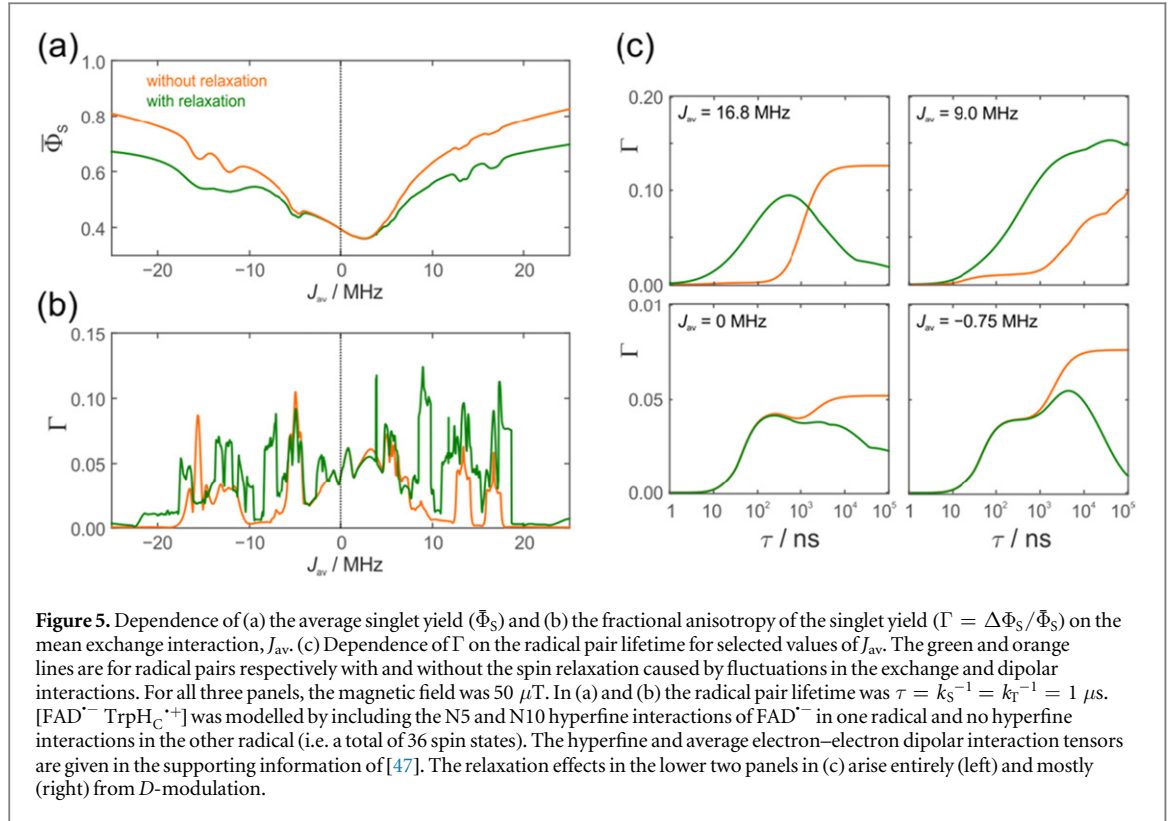 (a)
1.0
0.8
0.6
0.4
Φ̄S
without relaxation
with relaxation
−20 −10 0 10 20
Jav / MHz
(b)
0.15
0.10
0.05
0.00
Γ
−20 −10 0 10 20
Jav / MHz
(c)
0.20
0.10
0.00
Γ
Jav = 16.8 MHz
Jav = 9.0 MHz
0.01
0.05
0.00
Γ
Jav = 0 MHz
Jav = −0.75 MHz
1 10 10² 10³ 10⁴ 10⁵
1 10 10² 10³ 10⁴ 10⁵
τ / ns
τ / ns
Figure 5. Dependence of (a) the average singlet yield (Φ̄S) and (b) the fractional anisotropy of the singlet yield (Γ = ΔΦS/Φ̄S) on the
mean exchange interaction, Jav. (c) Dependence of Γ on the radical pair lifetime for selected values of Jav. The green and orange
lines are for radical pairs respectively with and without the spin relaxation caused by fluctuations in the exchange and dipolar
interactions. For all three panels, the magnetic field was 50 μT. In (a) and (b) the radical pair lifetime was τ = kS⁻¹ = kT⁻¹ = 1 μs.
[FAD•− TrpHC•+] was modelled by including the N5 and N10 hyperfine interactions of FAD•− in one radical and no hyperfine
interactions in the other radical (i.e. a total of 36 spin states). The hyperfine and average electron–electron dipolar interaction tensors
are given in the supporting information of [47]. The relaxation effects in the lower two panels in (c) arise entirely (left) and mostly
(right) from D-modulation.